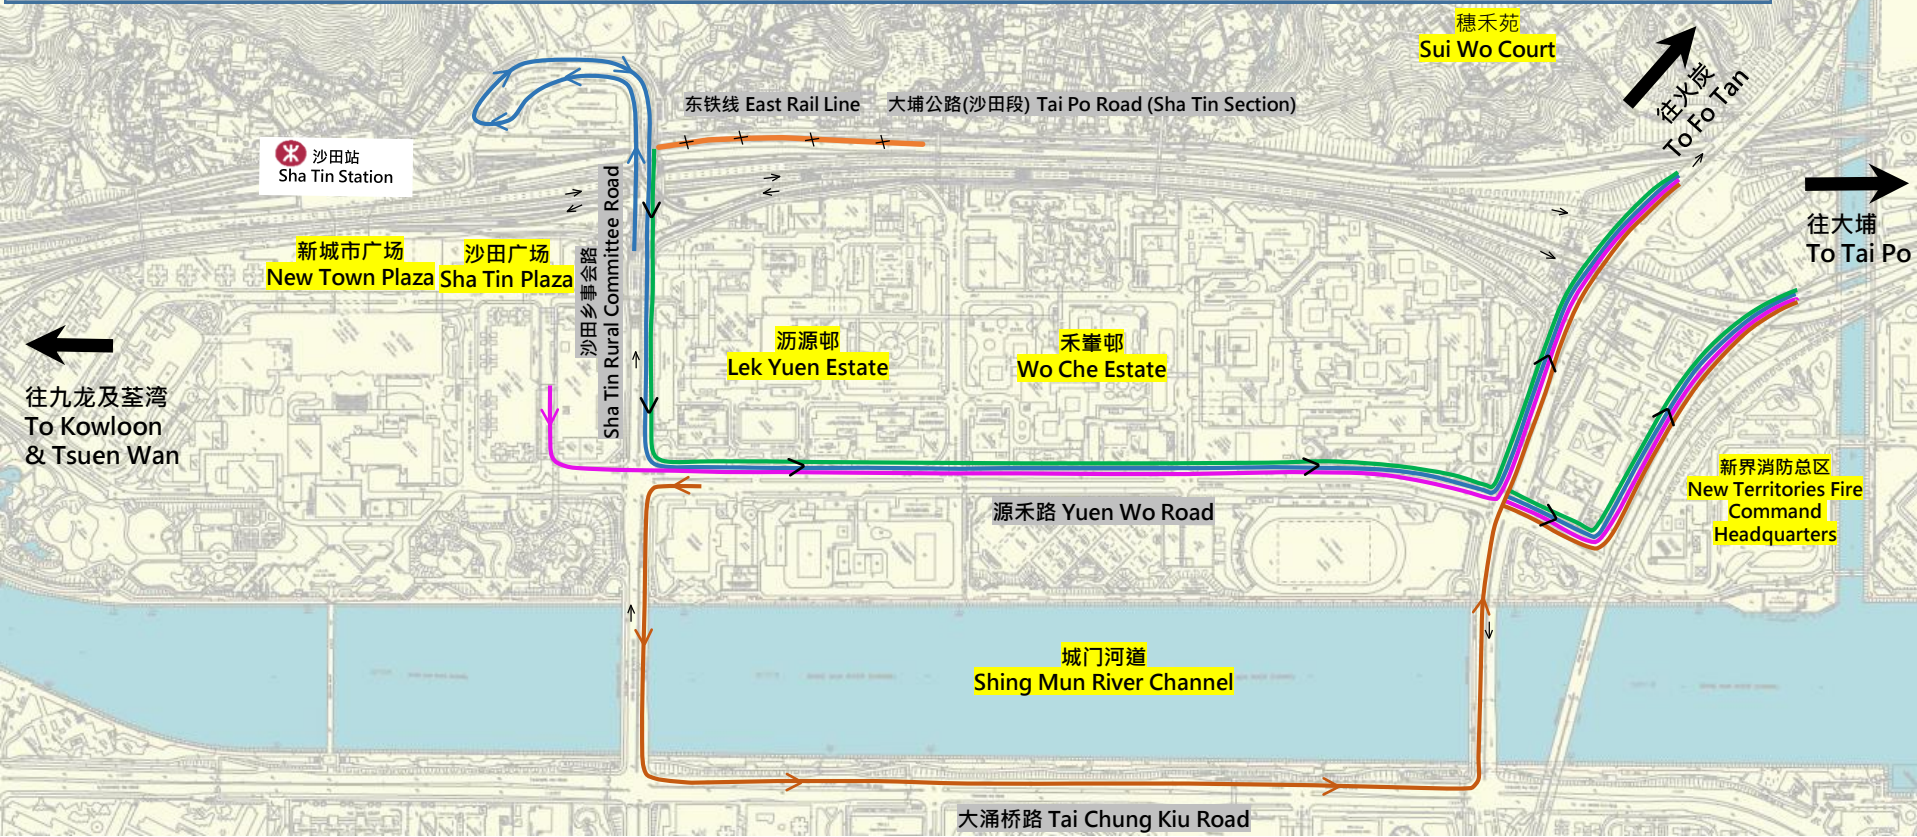 穗禾苑
Sui Wo Court
往火炭
To Fo Tan
东铁线 East Rail Line
大埔公路(沙田段) Tai Po Road (Sha Tin Section)
沙田站
Sha Tin Station
往大埔
To Tai Po
新城市广场
New Town Plaza
沙田广场
Sha Tin Plaza
沙田乡事会路
Sha Tin Rural Committee Road
沥源邨
Lek Yuen Estate
禾輋邨
Wo Che Estate
往九龙及荃湾
To Kowloon
& Tsuen Wan
新界消防总区
New Territories Fire
Command
Headquarters
源禾路 Yuen Wo Road
城门河道
Shing Mun River Channel
大涌桥路 Tai Chung Kiu Road